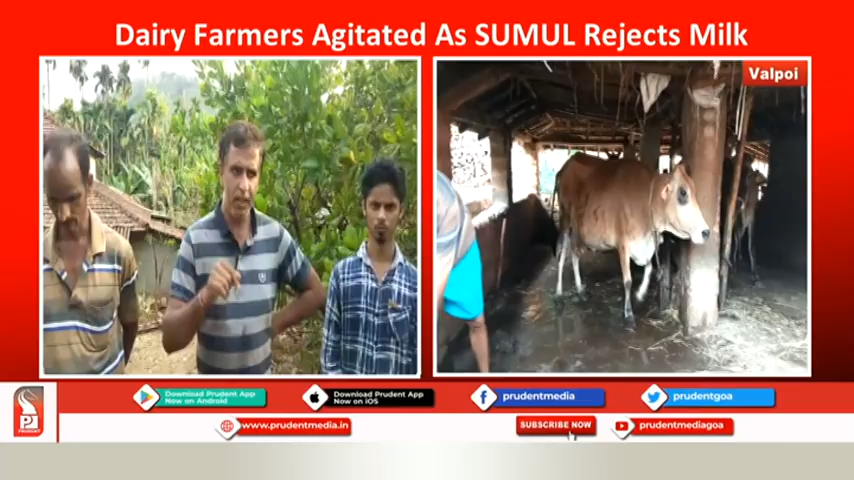 Dairy Farmers Agitated As SUMUL Rejects Milk
Valpoi
Download Prudent App
Now on Android
Download Prudent App
Now on iOS
prudentmedia
prudentgoa
PRUDENT
www.prudentmedia.in
SUBSCRIBE NOW
prudentmediagoa